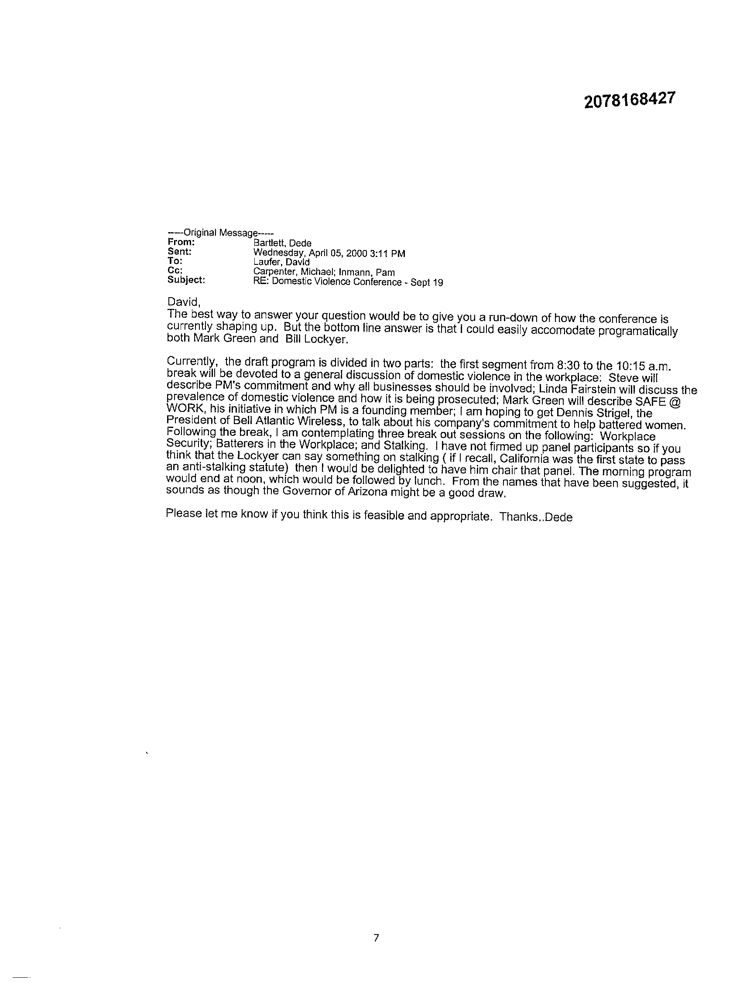 2078168427
-----Original Message-----
From: Bartlett, Dede
Sent: Wednesday, April 05, 2000 3:11 PM
To: Laufer, David
Cc: Carpenter, Michael; Inmann, Pam
Subject: RE: Domestic Violence Conference - Sept 19
David,
The best way to answer your question would be to give you a run-down of how the conference is
currently shaping up. But the bottom line answer is that I could easily accomodate programatically
both Mark Green and Bill Lockyer.
Currently, the draft program is divided in two parts: the first segment from 8:30 to the 10:15 a.m.
break will be devoted to a general discussion of domestic violence in the workplace: Steve will
describe PM's commitment and why all businesses should be involved; Linda Fairstein will discuss the
prevalence of domestic violence and how it is being prosecuted; Mark Green will describe SAFE @
WORK, his initiative in which PM is a founding member; I am hoping to get Dennis Strigel, the
President of Bell Atlantic Wireless, to talk about his company's commitment to help battered women.
Following the break, I am contemplating three break out sessions on the following: Workplace
Security; Batterers in the Workplace; and Stalking. I have not firmed up panel participants so if you
think that the Lockyer can say something on stalking ( if I recall, California was the first state to pass
an anti-stalking statute) then I would be delighted to have him chair that panel. The morning program
would end at noon, which would be followed by lunch. From the names that have been suggested, it
sounds as though the Governor of Arizona might be a good draw.
Please let me know if you think this is feasible and appropriate. Thanks..Dede
7